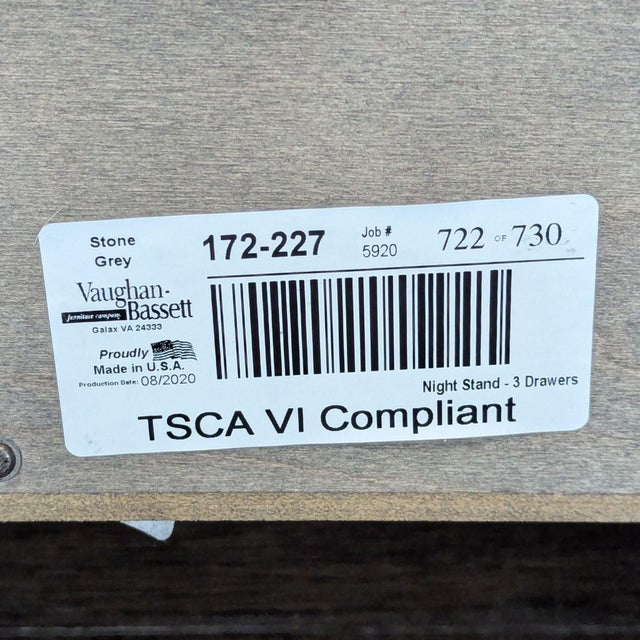 Stone
Grey
172-227
Job #
5920
722 OF 730
Vaughan-
Bassett
furniture company
Galax VA 24333
Proudly
Made in U.S.A.
Production Date: 08/2020
Night Stand - 3 Drawers
TSCA VI Compliant